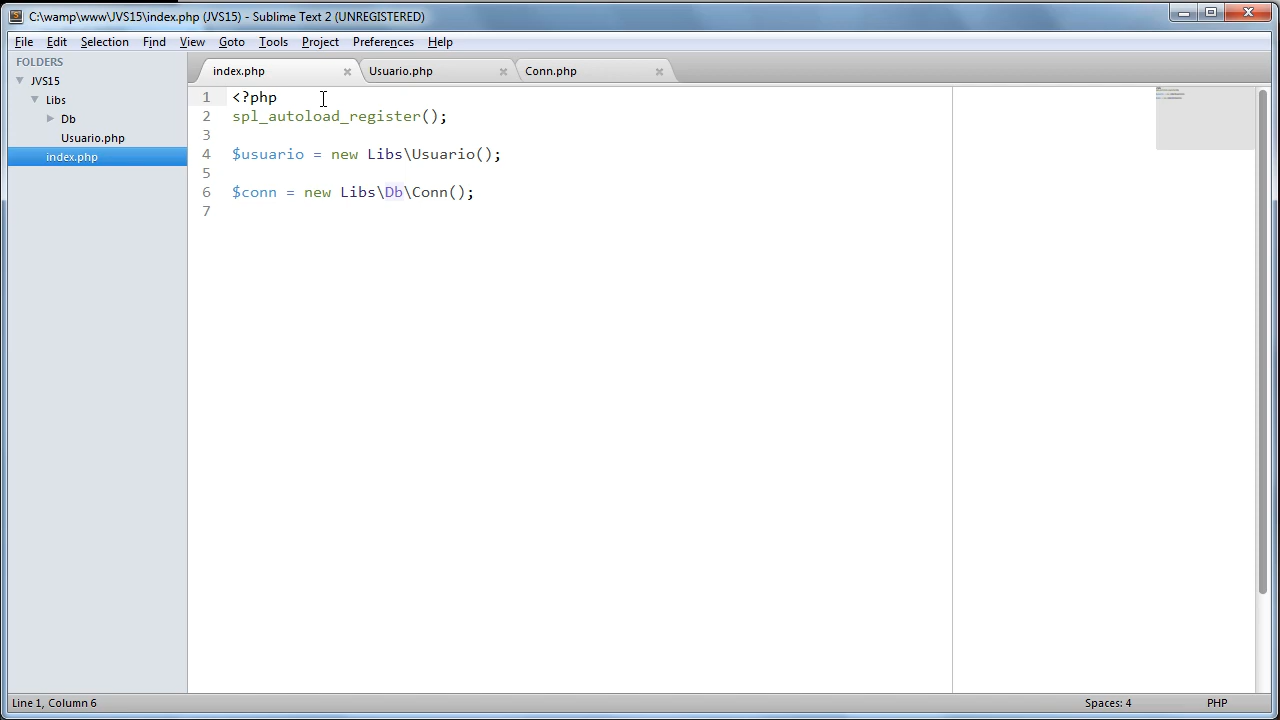 C:\wamp\www\JVS15\index.php (JVS15) - Sublime Text 2 (UNREGISTERED)
File Edit Selection Find View Goto Tools Project Preferences Help
FOLDERS
JVS15
Libs
Db
Usuario.php
index.php
index.php Usuario.php Conn.php
1 <?php
2 spl_autoload_register();
3
4 $usuario = new Libs\Usuario();
5
6 $conn = new Libs\Db\Conn();
7
Line 1, Column 6 Spaces: 4 PHP